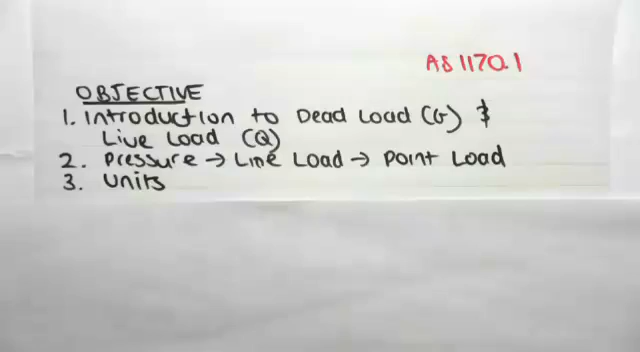 AS 1170.1
OBJECTIVE
1. Introduction to Dead Load (G) &
Live Load (Q)
2. Pressure → Line Load → Point Load
3. Units